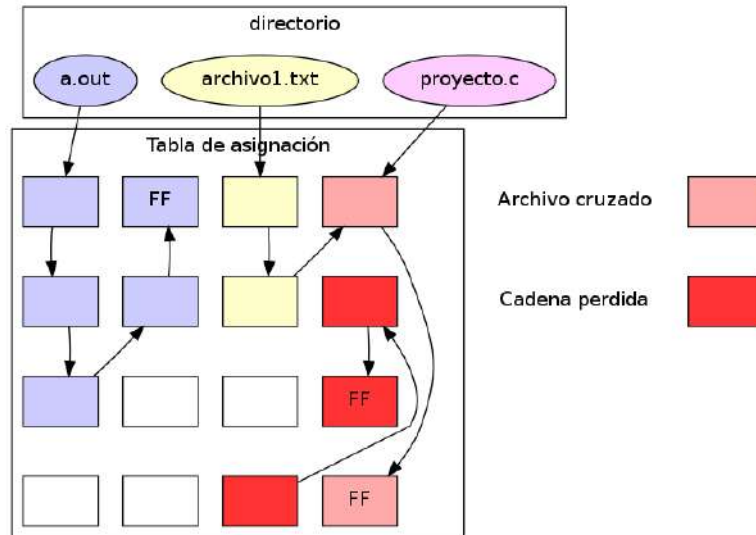 directorio
a.out
archivo1.txt
proyecto.c
Tabla de asignación
FF
Archivo cruzado
Cadena perdida
FF
FF